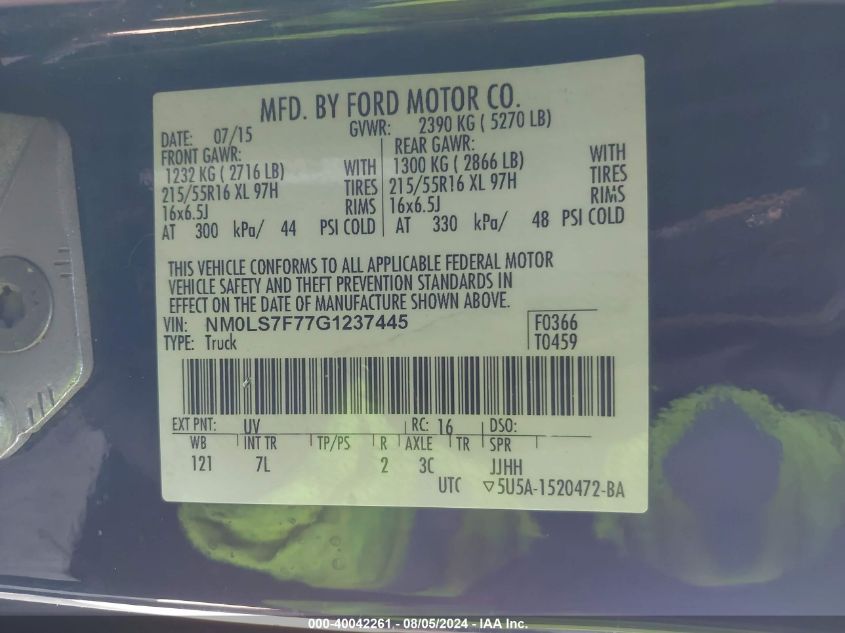 MFD. BY FORD MOTOR CO.
DATE: 07/15 GVWR: 2390 KG ( 5270 LB)
FRONT GAWR: REAR GAWR:
1232 KG ( 2716 LB) WITH 1300 KG ( 2866 LB) WITH
215/55R16 XL 97H TIRES 215/55R16 XL 97H TIRES
16x6.5J RIMS 16x6.5J RIMS
AT 300 kPa/ 44 PSI COLD AT 330 kPa/ 48 PSI COLD
THIS VEHICLE CONFORMS TO ALL APPLICABLE FEDERAL MOTOR
VEHICLE SAFETY AND THEFT PREVENTION STANDARDS IN
EFFECT ON THE DATE OF MANUFACTURE SHOWN ABOVE.
VIN: NM0LS7F77G1237445 F0366
TYPE: Truck T0459
EXT PNT: UV RC: 16 DSO:
WB INT TR TP/PS R AXLE TR SPR
121 7L 2 3C JJHH
UTC ▽5U5A-1520472-BA
000-40042261 - 08/05/2024 - IAA Inc.